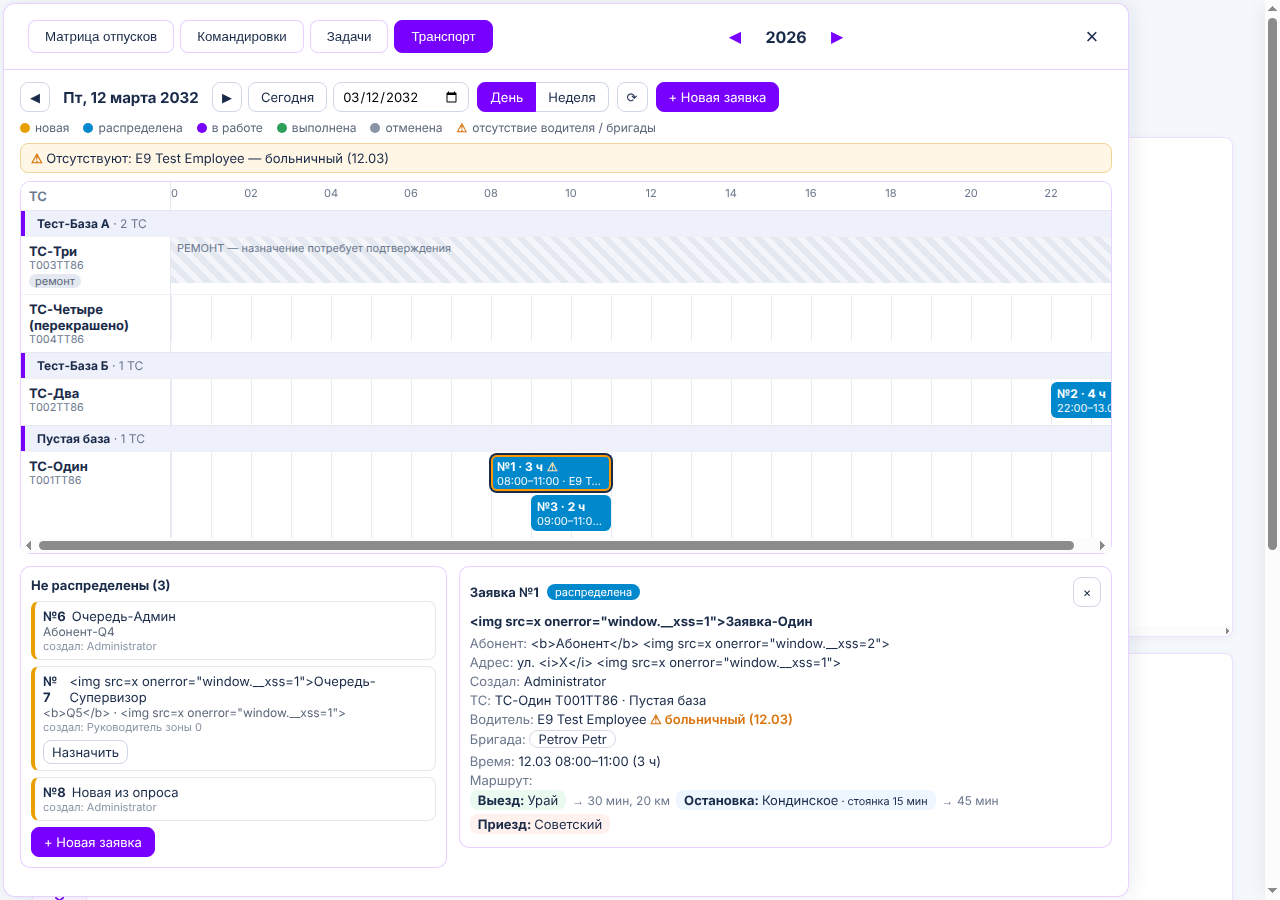 Матрица отпусков Командировки Задачи Транспорт ◀ 2026 ▶ ×
◀ Пт, 12 марта 2032 ▶ Сегодня 03/12/2032 День Неделя ⟳ + Новая заявка
новая распределена в работе выполнена отменена ⚠ отсутствие водителя / бригады
⚠ Отсутствуют: E9 Test Employee — больничный (12.03)
ТС 0 02 04 06 08 10 12 14 16 18 20 22
Тест-База А · 2 ТС
ТС-Три
Т003ТТ86
ремонт
РЕМОНТ — назначение потребует подтверждения
ТС-Четыре
(перекрашено)
Т004ТТ86
Тест-База Б · 1 ТС
ТС-Два
Т002ТТ86
№2 · 4 ч
22:00–13.0
Пустая база · 1 ТС
ТС-Один
Т001ТТ86
№1 · 3 ч ⚠
08:00–11:00 · E9 T...
№3 · 2 ч
09:00–11:0...
Не распределены (3)
№6 Очередь-Админ
Абонент-Q4
создал: Administrator
№7 <img src=x onerror="window.__xss=1">Очередь-
Супервизор
<b>Q5</b> · <img src=x onerror="window.__xss=1">
создал: Руководитель зоны 0
Назначить
№8 Новая из опроса
создал: Administrator
+ Новая заявка
Заявка №1 распределена ×
<img src=x onerror="window.__xss=1">Заявка-Один
Абонент: <b>Абонент</b> <img src=x onerror="window.__xss=2">
Адрес: ул. <i>X</i> <img src=x onerror="window.__xss=1">
Создал: Administrator
ТС: ТС-Один Т001ТТ86 · Пустая база
Водитель: E9 Test Employee ⚠ больничный (12.03)
Бригада: Petrov Petr
Время: 12.03 08:00–11:00 (3 ч)
Маршрут:
Выезд: Урай → 30 мин, 20 км Остановка: Кондинское · стоянка 15 мин → 45 мин
Приезд: Советский